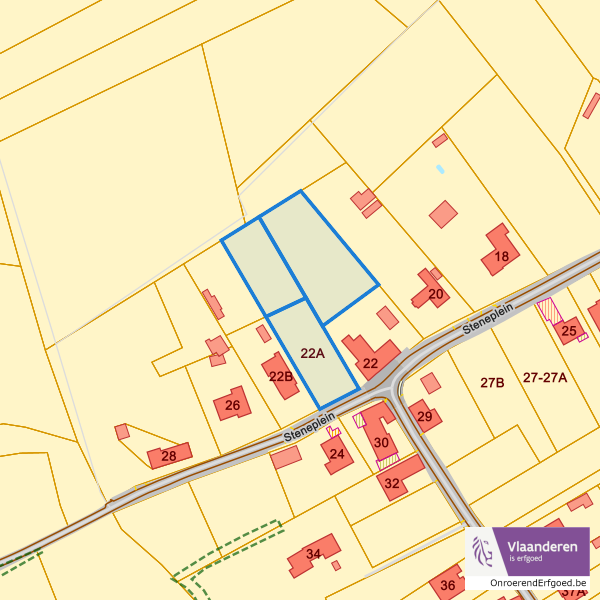 18
20
Steneplein
25
22A
22
22B
27B
27-27A
26
29
Steneplein
30
28
24
32
34
36
37A
Vlaanderen
is erfgoed
OnroerendErfgoed.be